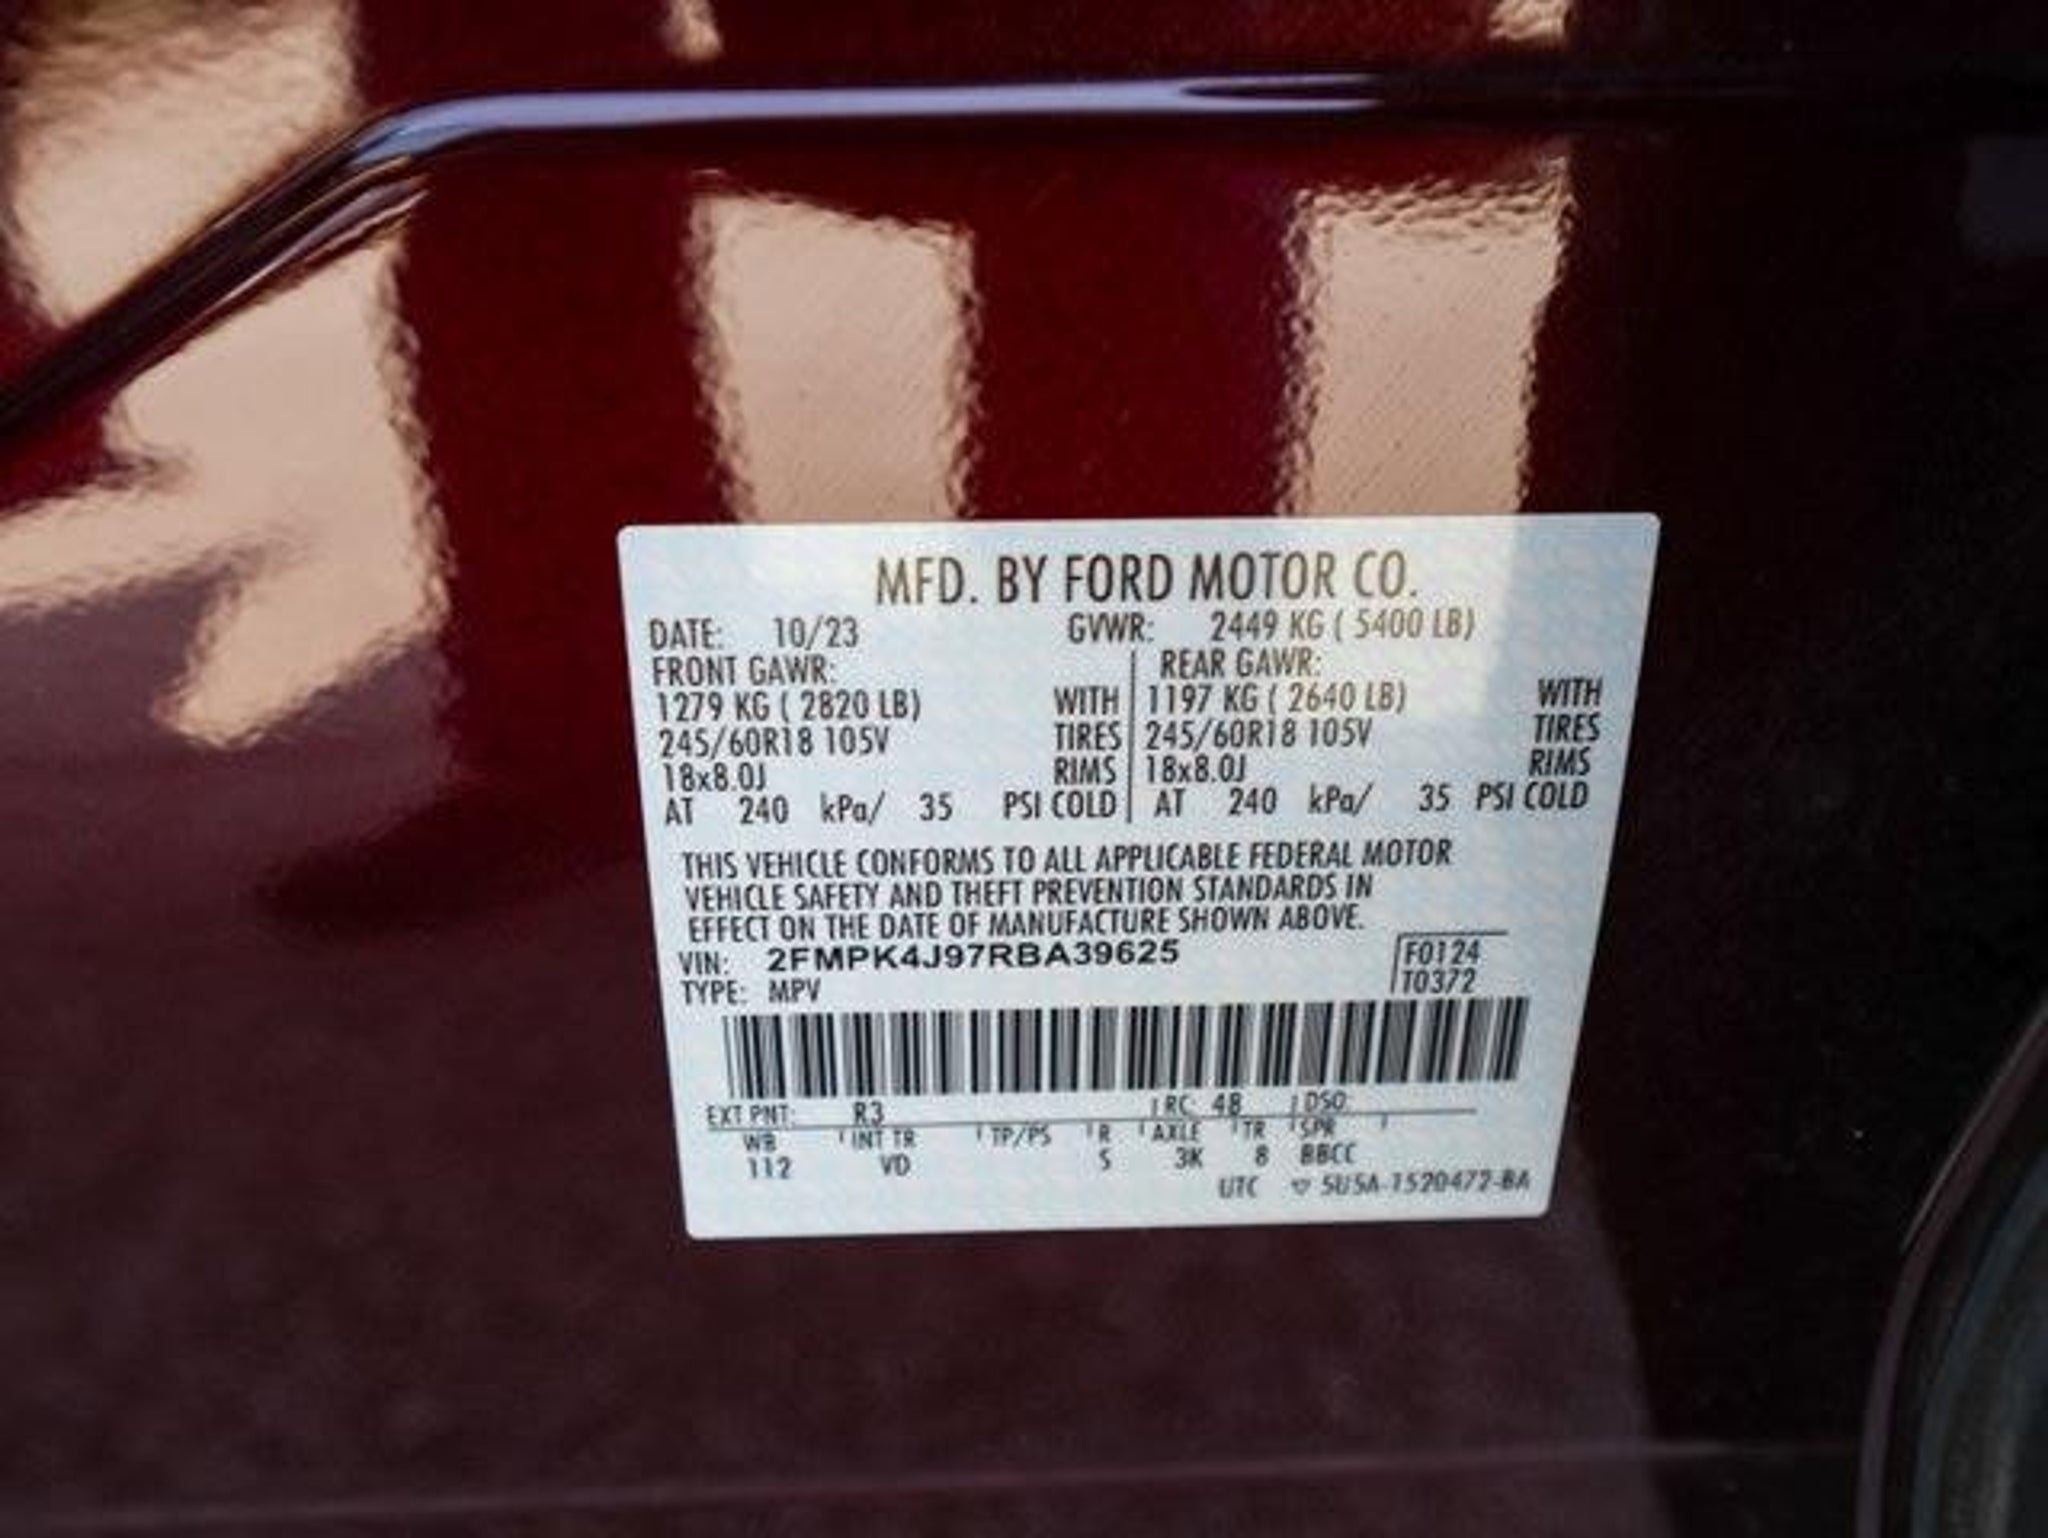 MFD. BY FORD MOTOR CO.
DATE: 10/23 GVWR: 2449 KG ( 5400 LB)
FRONT GAWR: REAR GAWR:
1279 KG ( 2820 LB) WITH 1197 KG ( 2640 LB) WITH
245/60R18 105V TIRES 245/60R18 105V TIRES
18x8.0J RIMS 18x8.0J RIMS
AT 240 kPa/ 35 PSI COLD AT 240 kPa/ 35 PSI COLD
THIS VEHICLE CONFORMS TO ALL APPLICABLE FEDERAL MOTOR
VEHICLE SAFETY AND THEFT PREVENTION STANDARDS IN
EFFECT ON THE DATE OF MANUFACTURE SHOWN ABOVE.
VIN: 2FMPK4J97RBA39625 F0124
TYPE: MPV T0372
EXT PNT: R3 RC: 48 DSO:
WB INT TR TP/PS R AXLE TR SPR
112 VD S 3K 8 BBCC
UTC 5U5A-1520472-BA